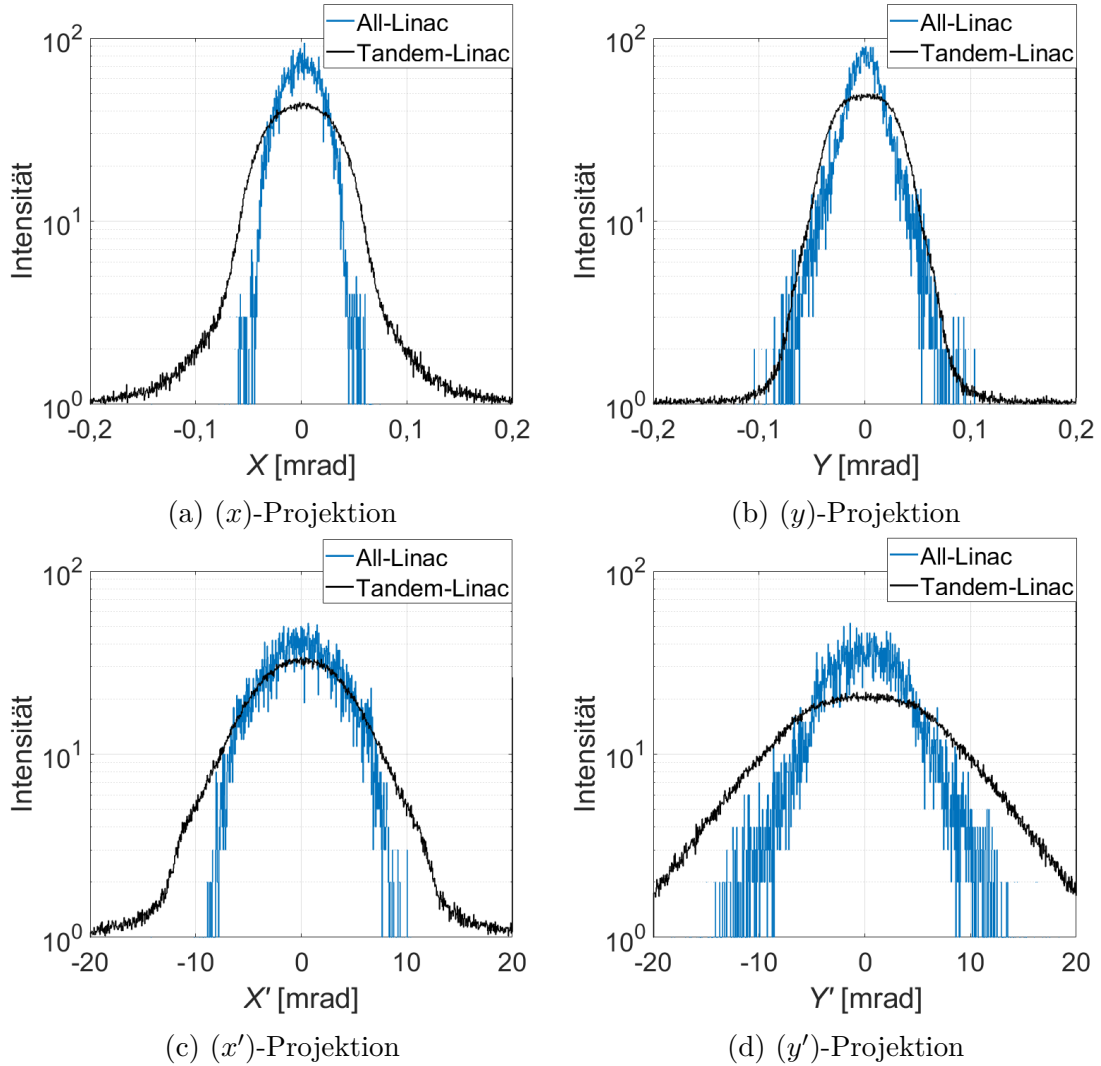 All-Linac
Tandem-Linac
10²
10¹
10⁰
Intensität
-0,2 -0,1 0 0,1 0,2
X [mrad]
(a) (x)-Projektion
All-Linac
Tandem-Linac
10²
10¹
10⁰
Intensität
-0,2 -0,1 0 0,1 0,2
Y [mrad]
(b) (y)-Projektion
All-Linac
Tandem-Linac
10²
10¹
10⁰
Intensität
-20 -10 0 10 20
X' [mrad]
(c) (x')-Projektion
All-Linac
Tandem-Linac
10²
10¹
10⁰
Intensität
-20 -10 0 10 20
Y' [mrad]
(d) (y')-Projektion